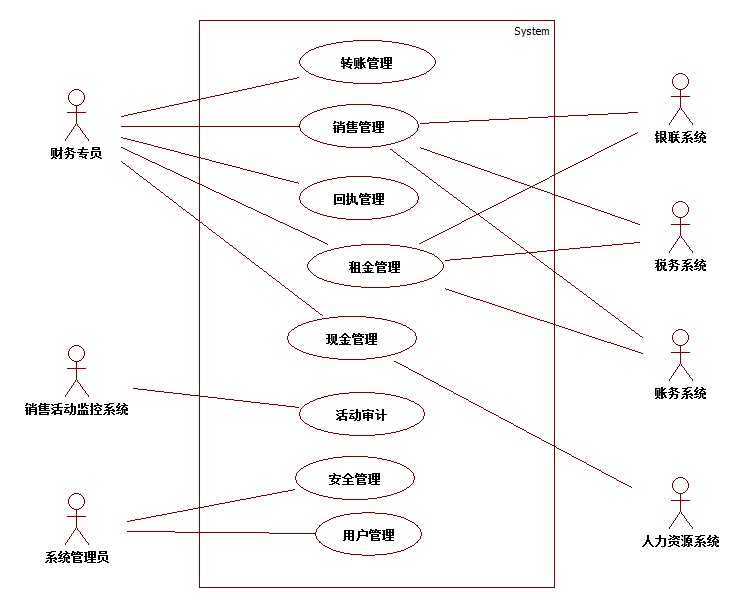 System
转账管理
销售管理
回执管理
租金管理
现金管理
活动审计
安全管理
用户管理
财务专员
销售活动监控系统
系统管理员
银联系统
税务系统
账务系统
人力资源系统